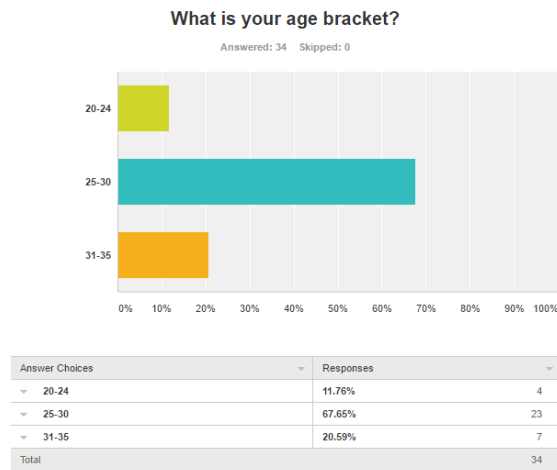 What is your age bracket?
Answered: 34 Skipped: 0
20-24
25-30
31-35
0% 10% 20% 30% 40% 50% 60% 70% 80% 90% 100%
Answer Choices Responses
20-24 11.76% 4
25-30 67.65% 23
31-35 20.59% 7
Total 34